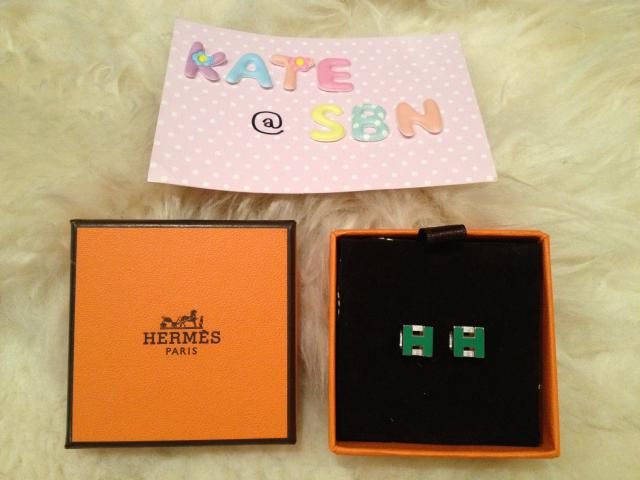 KATE
@ SBN
HERMÈS
PARIS
H H